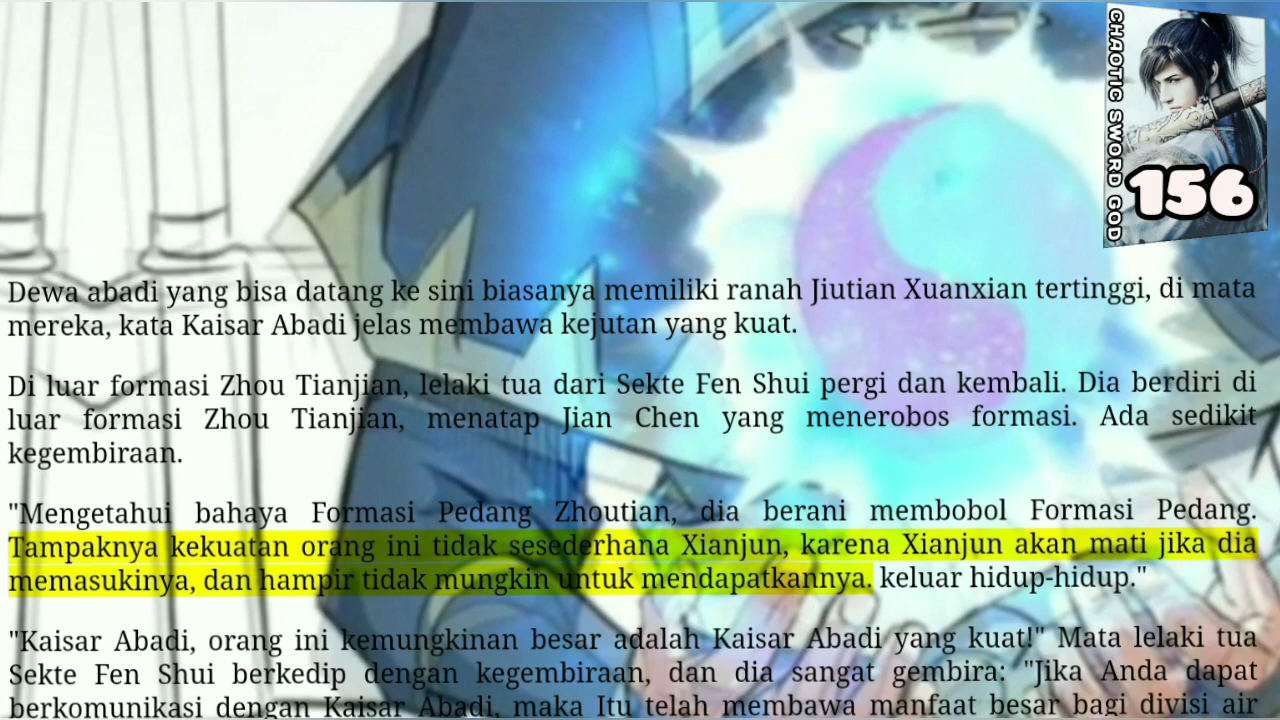 CHAOTIC SWORD GOD
156
Dewa abadi yang bisa datang ke sini biasanya memiliki ranah Jiutian Xuanxian tertinggi, di mata
mereka, kata Kaisar Abadi jelas membawa kejutan yang kuat.
Di luar formasi Zhou Tianjian, lelaki tua dari Sekte Fen Shui pergi dan kembali. Dia berdiri di
luar formasi Zhou Tianjian, menatap Jian Chen yang menerobos formasi. Ada sedikit
kegembiraan.
"Mengetahui bahaya Formasi Pedang Zhoutian, dia berani membobol Formasi Pedang.
Tampaknya kekuatan orang ini tidak sesederhana Xianjun, karena Xianjun akan mati jika dia
memasukinya, dan hampir tidak mungkin untuk mendapatkannya. keluar hidup-hidup."
"Kaisar Abadi, orang ini kemungkinan besar adalah Kaisar Abadi yang kuat!" Mata lelaki tua
Sekte Fen Shui berkedip dengan kegembiraan, dan dia sangat gembira: "Jika Anda dapat
berkomunikasi dengan Kaisar Abadi, maka Itu telah membawa manfaat besar bagi divisi air